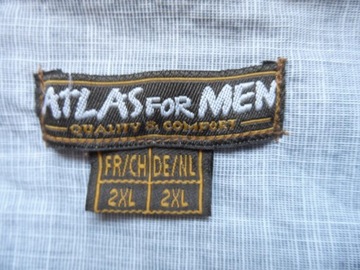 ATLAS FOR MEN
QUALITY & COMFORT
FR/CH DE/NL
2XL 2XL